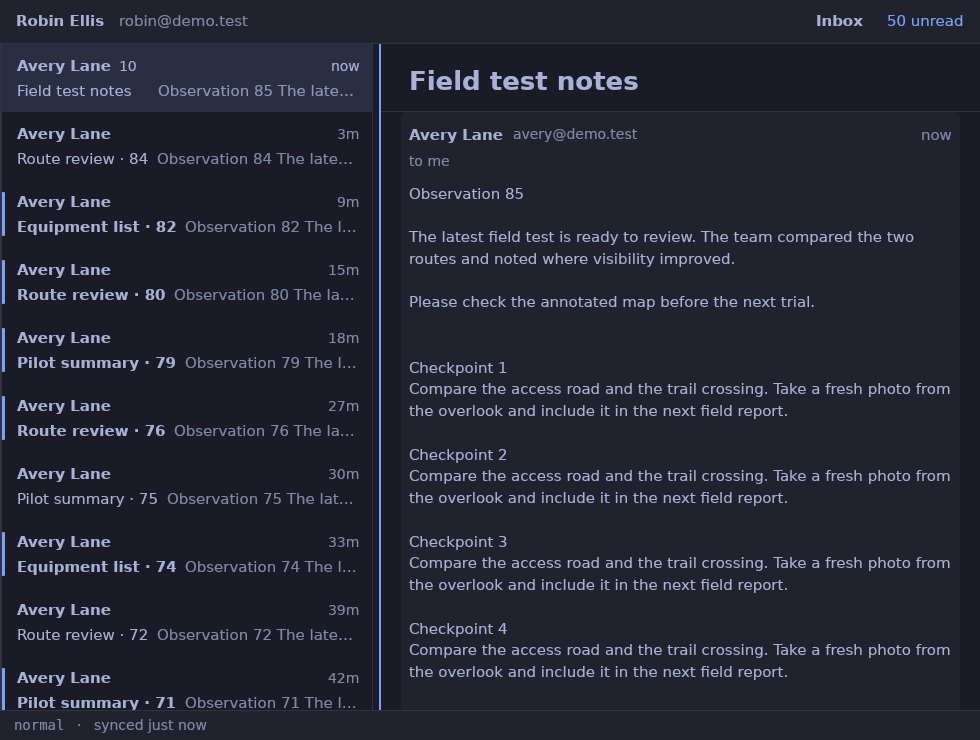 Robin Ellis robin@demo.test Inbox 50 unread
Avery Lane 10 now
Field test notes Observation 85 The late…
Avery Lane 3m
Route review · 84 Observation 84 The late…
Avery Lane 9m
Equipment list · 82 Observation 82 The l…
Avery Lane 15m
Route review · 80 Observation 80 The la…
Avery Lane 18m
Pilot summary · 79 Observation 79 The l…
Avery Lane 27m
Route review · 76 Observation 76 The la…
Avery Lane 30m
Pilot summary · 75 Observation 75 The lat…
Avery Lane 33m
Equipment list · 74 Observation 74 The l…
Avery Lane 39m
Route review · 72 Observation 72 The late…
Avery Lane 42m
Pilot summary · 71 Observation 71 The l…
Field test notes
Avery Lane avery@demo.test now
to me
Observation 85
The latest field test is ready to review. The team compared the two
routes and noted where visibility improved.
Please check the annotated map before the next trial.
Checkpoint 1
Compare the access road and the trail crossing. Take a fresh photo from
the overlook and include it in the next field report.
Checkpoint 2
Compare the access road and the trail crossing. Take a fresh photo from
the overlook and include it in the next field report.
Checkpoint 3
Compare the access road and the trail crossing. Take a fresh photo from
the overlook and include it in the next field report.
Checkpoint 4
Compare the access road and the trail crossing. Take a fresh photo from
the overlook and include it in the next field report.
normal · synced just now